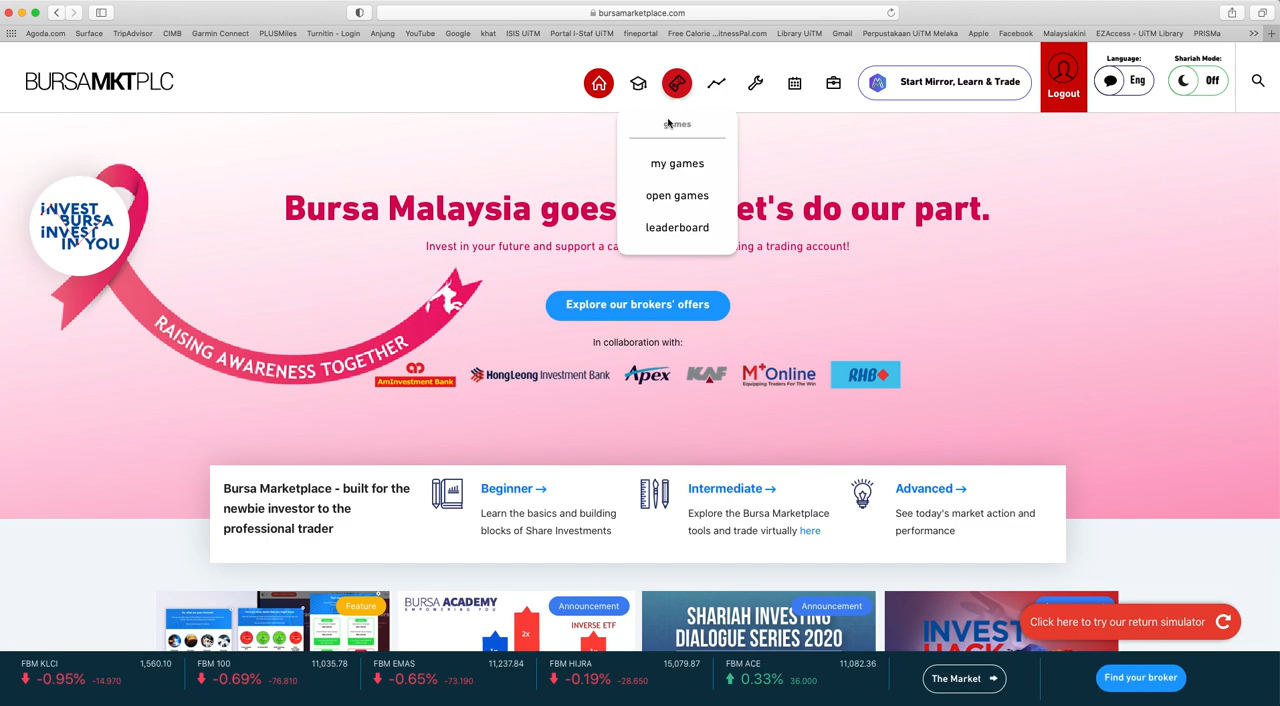 bursamarketplace.com
Agoda.com Surface TripAdvisor CIMB Garmin Connect PLUSMiles Turnitin - Login Anjung YouTube Google khat ISIS UiTM Portal I-Staf UiTM fineportal Free Calorie ...itnessPal.com Library UiTM Gmail Perpustakaan UiTM Melaka Apple Facebook Malaysiakini EZAccess - UiTM Library PRISMa >>
BURSAMKTPLC
Start Mirror, Learn & Trade
Logout
Language:
Eng
Shariah Mode:
Off
games
my games
open games
leaderboard
INVEST
BURSA
INVEST
IN YOU
RAISING AWARENESS TOGETHER
Bursa Malaysia goes et's do our part.
Invest in your future and support a ca ing a trading account!
Explore our brokers' offers
In collaboration with:
AmInvestment Bank
HongLeong Investment Bank
Apex
KAF
M+Online
Equipping Traders For The Win
RHB
Bursa Marketplace - built for the
newbie investor to the
professional trader
Beginner →
Learn the basics and building
blocks of Share Investments
Intermediate →
Explore the Bursa Marketplace
tools and trade virtually here
Advanced →
See today's market action and
performance
Feature
BURSA ACADEMY
EMPOWERING YOU
Announcement
INVERSE ETF
2x
SHARIAH INVESTING
DIALOGUE SERIES 2020
Announcement
INVEST
HACK
Click here to try our return simulator
FBM KLCI 1,560.10
-0.95% -14.970
FBM 100 11,035.78
-0.69% -76.810
FBM EMAS 11,237.84
-0.65% -73.190
FBM HIJRA 15,079.87
-0.19% -28.650
FBM ACE 11,082.36
0.33% 36.000
The Market
Find your broker